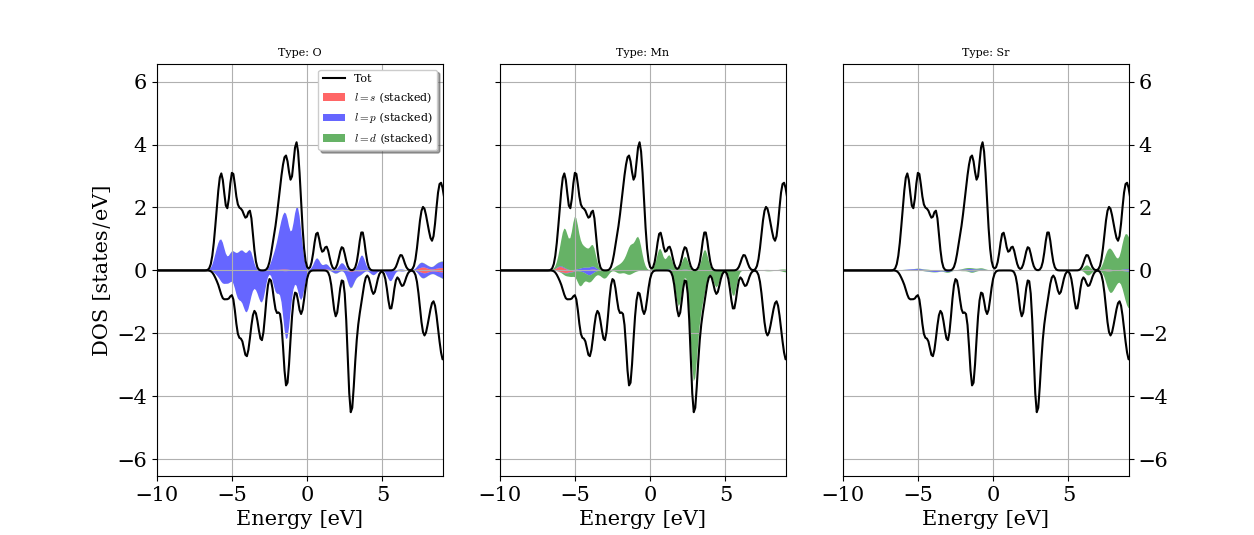 Type: O
Type: Mn
Type: Sr
Tot
l = s (stacked)
l = p (stacked)
l = d (stacked)
DOS [states/eV]
6
4
2
0
−2
−4
−6
6
4
2
0
−2
−4
−6
−10
−5
0
5
−10
−5
0
5
−10
−5
0
5
Energy [eV]
Energy [eV]
Energy [eV]